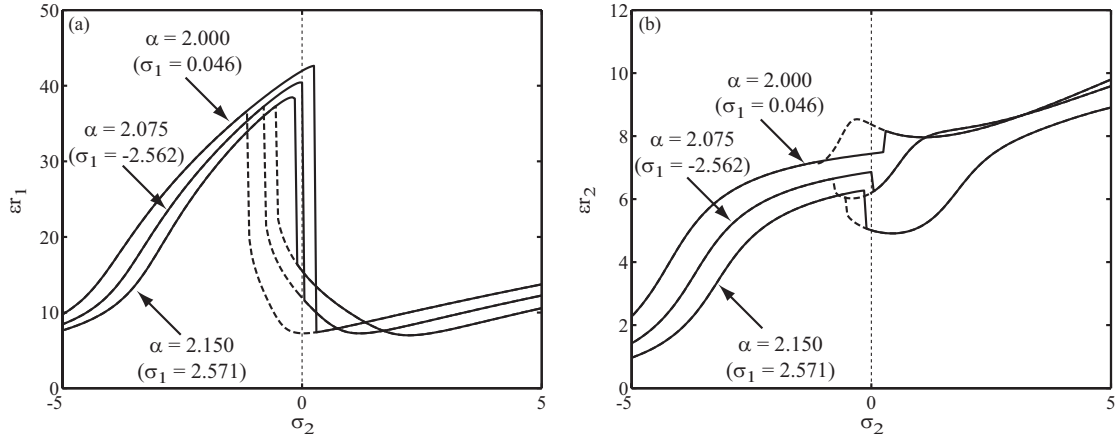 (a)
50
40
30
20
10
0
-5
0
5
εr1
σ2
α = 2.000
(σ1 = 0.046)
α = 2.075
(σ1 = -2.562)
α = 2.150
(σ1 = 2.571)
(b)
12
10
8
6
4
2
0
-5
0
5
εr2
σ2
α = 2.000
(σ1 = 0.046)
α = 2.075
(σ1 = -2.562)
α = 2.150
(σ1 = 2.571)